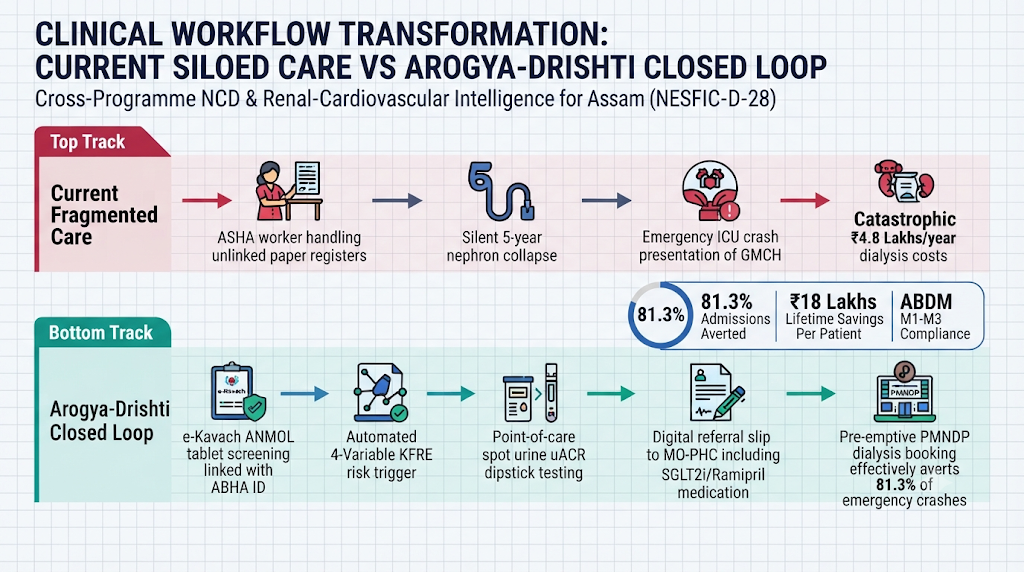 CLINICAL WORKFLOW TRANSFORMATION:
CURRENT SILOED CARE VS AROGYA-DRISHTI CLOSED LOOP
Cross-Programme NCD & Renal-Cardiovascular Intelligence for Assam (NESFIC-D-28)
Top Track
Current
Fragmented
Care
ASHA worker handling
unlinked paper registers
Silent 5-year
nephron collapse
Emergency ICU crash
presentation of GMCH
Catastrophic
₹4.8 Lakhs/year
dialysis costs
81.3%
81.3%
Admissions
Averted
₹18 Lakhs
Lifetime Savings
Per Patient
ABDM
M1-M3
Compliance
Bottom Track
Arogya-Drishti
Closed Loop
e-Kavach ANMOL
tablet screening
linked with
ABHA ID
Automated
4-Variable KFRE
risk trigger
Point-of-care
spot urine uACR
dipstick testing
Digital referral slip
to MO-PHC including
SGLT2i/Ramipril
medication
PMNOP
Pre-emptive PMNDP
dialysis booking
effectively averts
81.3% of
emergency crashes